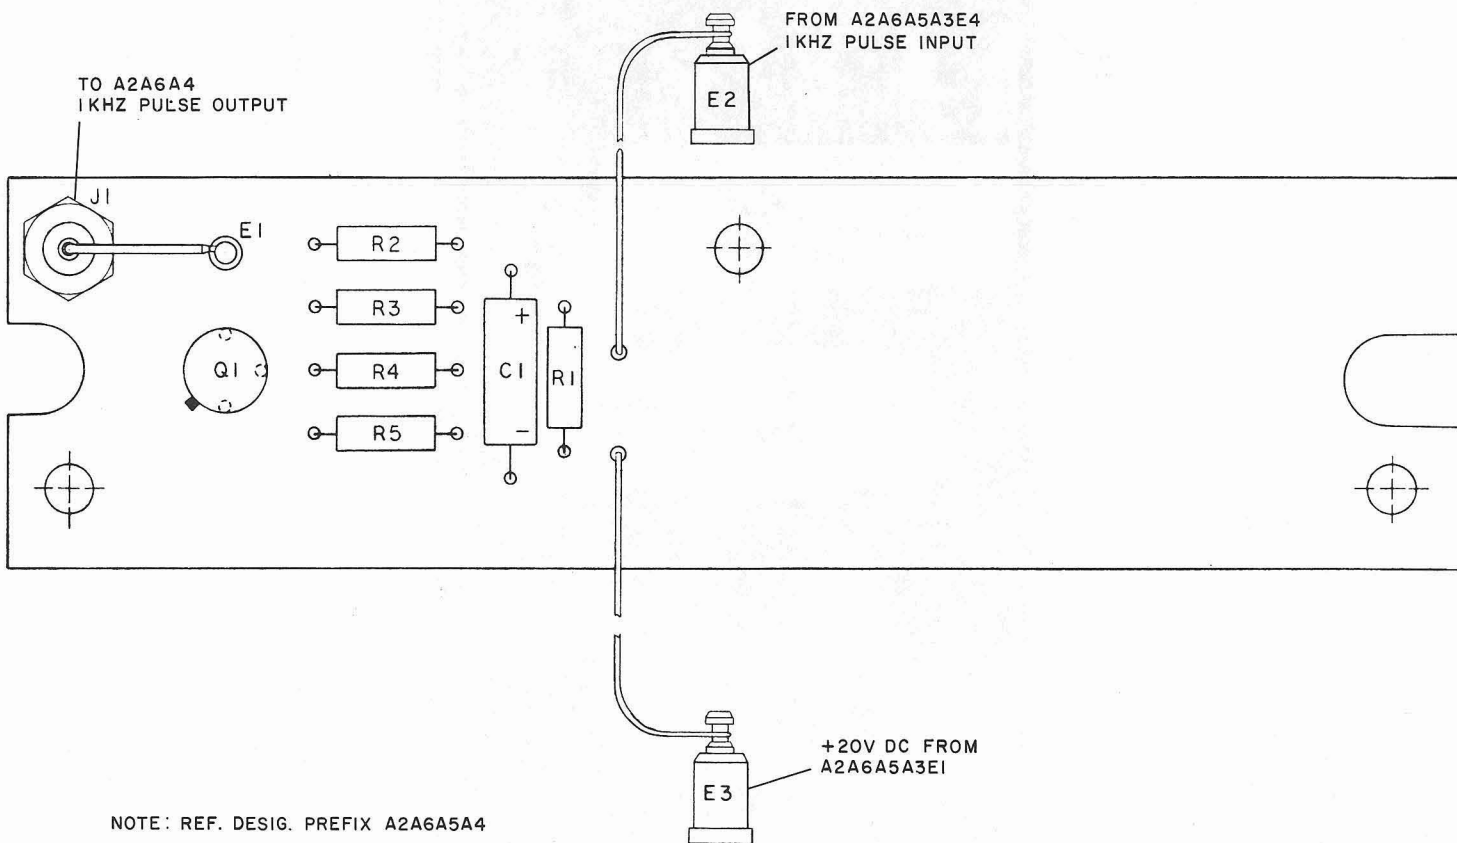 FROM A2A6A5A3E4
1KHZ PULSE INPUT
TO A2A6A4
1KHZ PULSE OUTPUT
E2
J1
E1
R2
R3
+
Q1
R4
C1
R1
R5
−
+20V DC FROM
A2A6A5A3E1
E3
NOTE: REF. DESIG. PREFIX A2A6A5A4